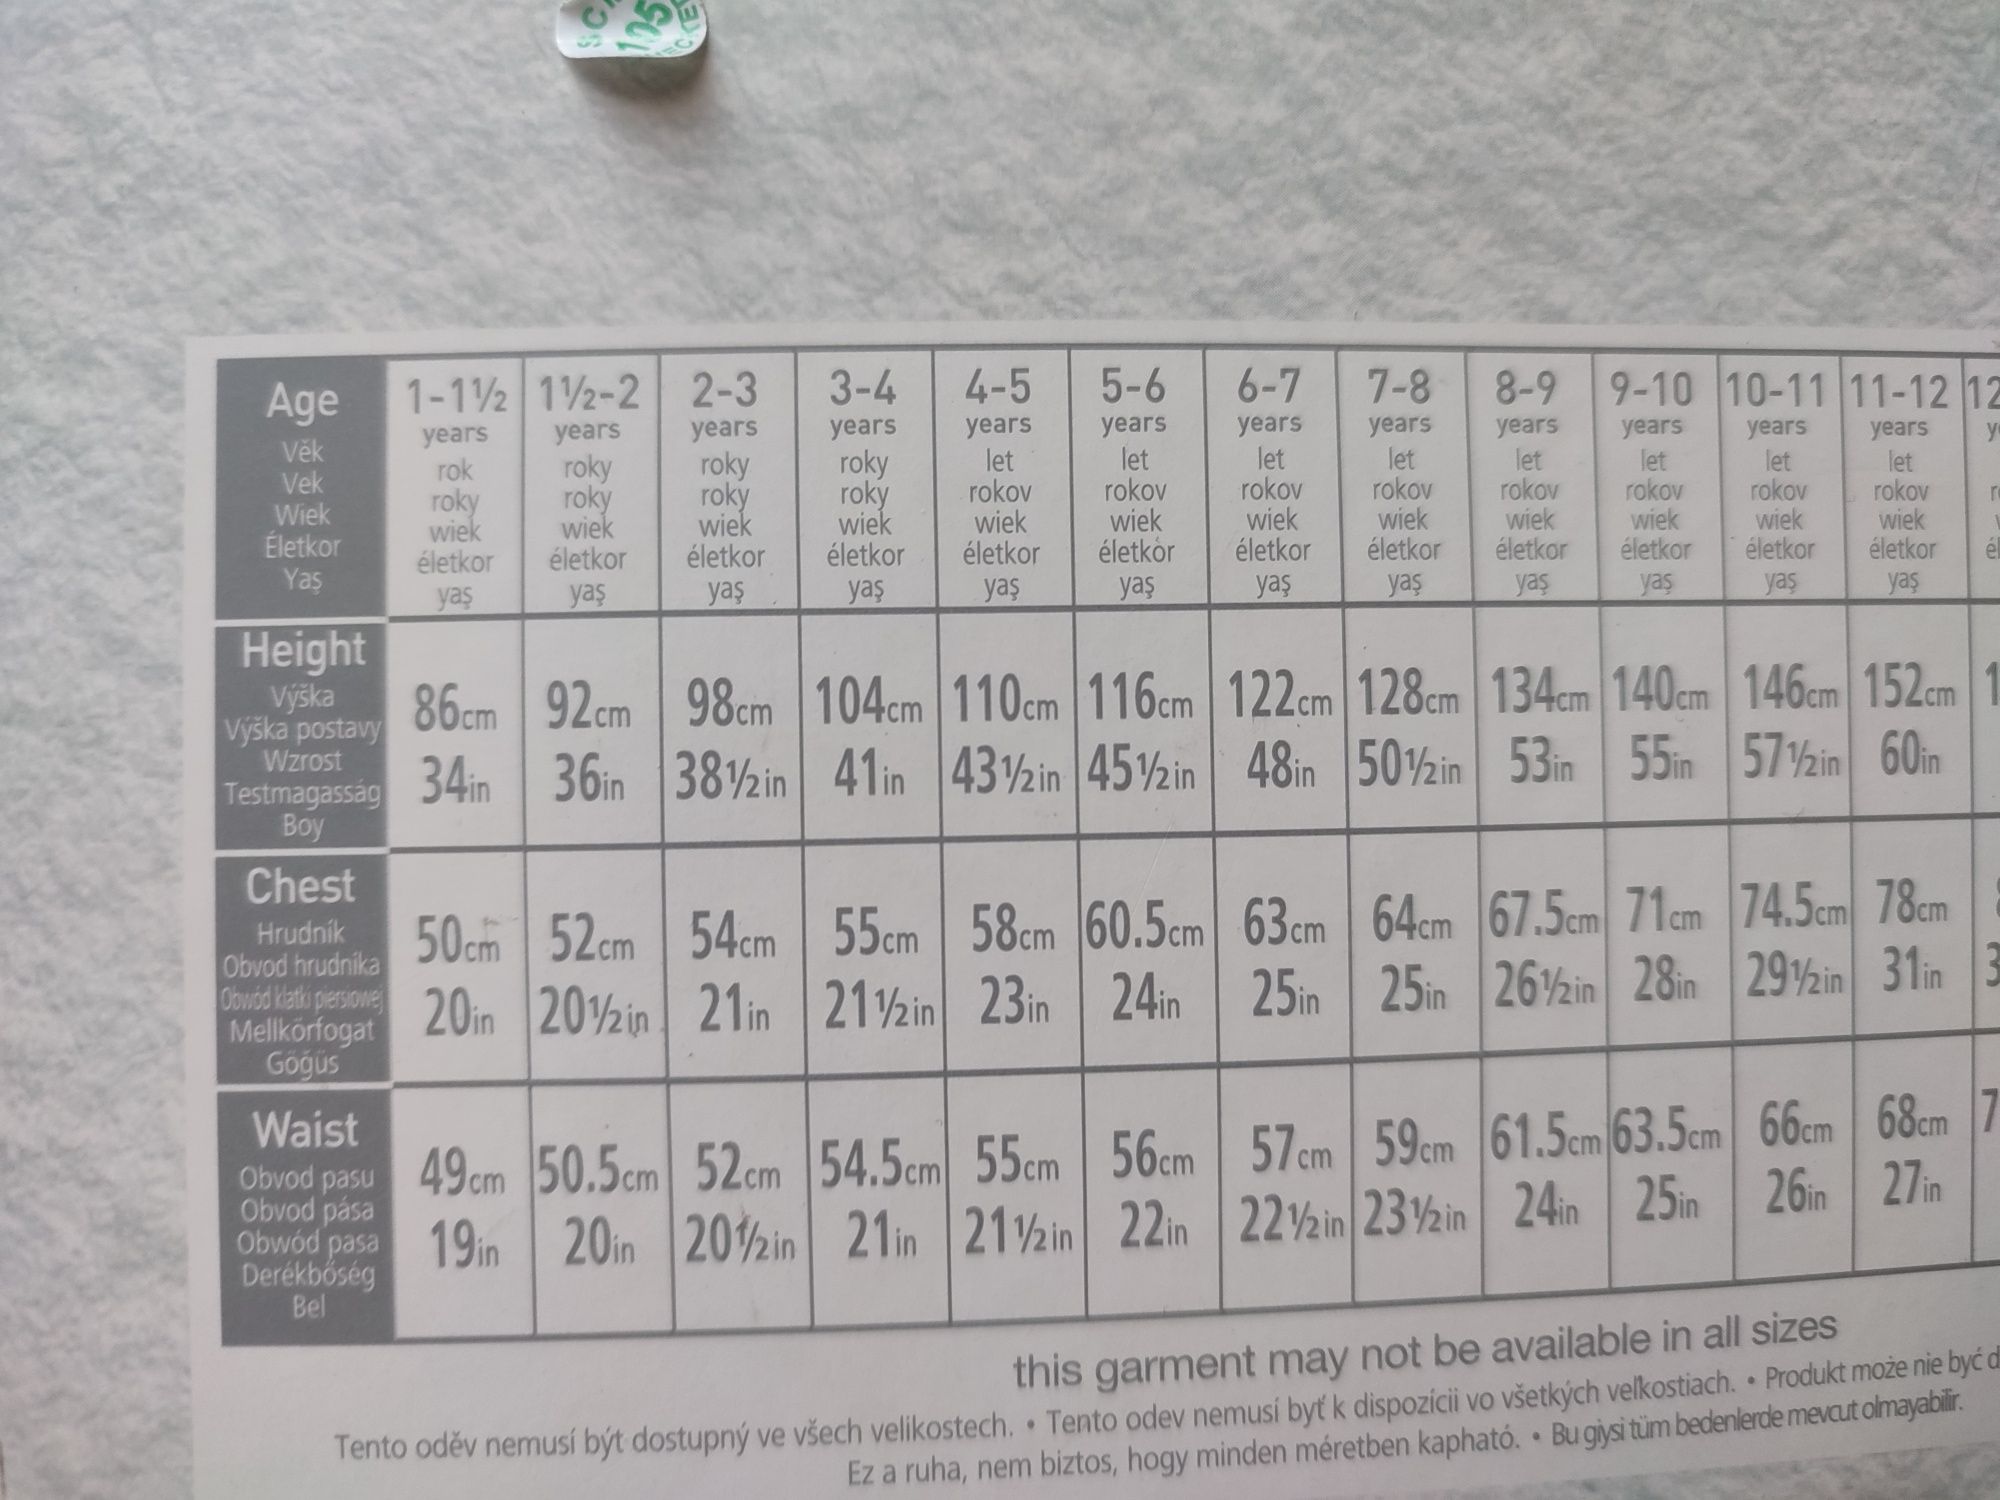 105
Age 1-1½ 1½-2 2-3 3-4 4-5 5-6 6-7 7-8 8-9 9-10 10-11 11-12 12
years years years years years years years years years years years years
Věk rok roky roky roky let let let let let let let let
Vek roky roky roky roky rokov rokov rokov rokov rokov rokov rokov rokov
Wiek wiek wiek wiek wiek wiek wiek wiek wiek wiek wiek wiek wiek
Életkor életkor életkor életkor életkor életkor életkor életkor életkor életkor életkor életkor életkor
Yaş yaş yaş yaş yaş yaş yaş yaş yaş yaş yaş yaş yaş
Height
Výška
Výška postavy
Wzrost
Testmagasság
Boy
86cm 92cm 98cm 104cm 110cm 116cm 122cm 128cm 134cm 140cm 146cm 152cm
34in 36in 38½in 41in 43½in 45½in 48in 50½in 53in 55in 57½in 60in
Chest
Hrudník
Obvod hrudníka
Obwód klatki piersiowej
Mellkörfogat
Göğüs
50cm 52cm 54cm 55cm 58cm 60.5cm 63cm 64cm 67.5cm 71cm 74.5cm 78cm
20in 20½in 21in 21½in 23in 24in 25in 25in 26½in 28in 29½in 31in
Waist
Obvod pasu
Obvod pása
Obwód pasa
Derékbőség
Bel
49cm 50.5cm 52cm 54.5cm 55cm 56cm 57cm 59cm 61.5cm 63.5cm 66cm 68cm
19in 20in 20½in 21in 21½in 22in 22½in 23½in 24in 25in 26in 27in
this garment may not be available in all sizes
Tento oděv nemusí být dostupný ve všech velikostech. • Tento odev nemusí byť k dispozícii vo všetkých veľkostiach. • Produkt może nie być
Ez a ruha, nem biztos, hogy minden méretben kapható. • Bu giysi tüm bedenlerde mevcut olmayabilir.